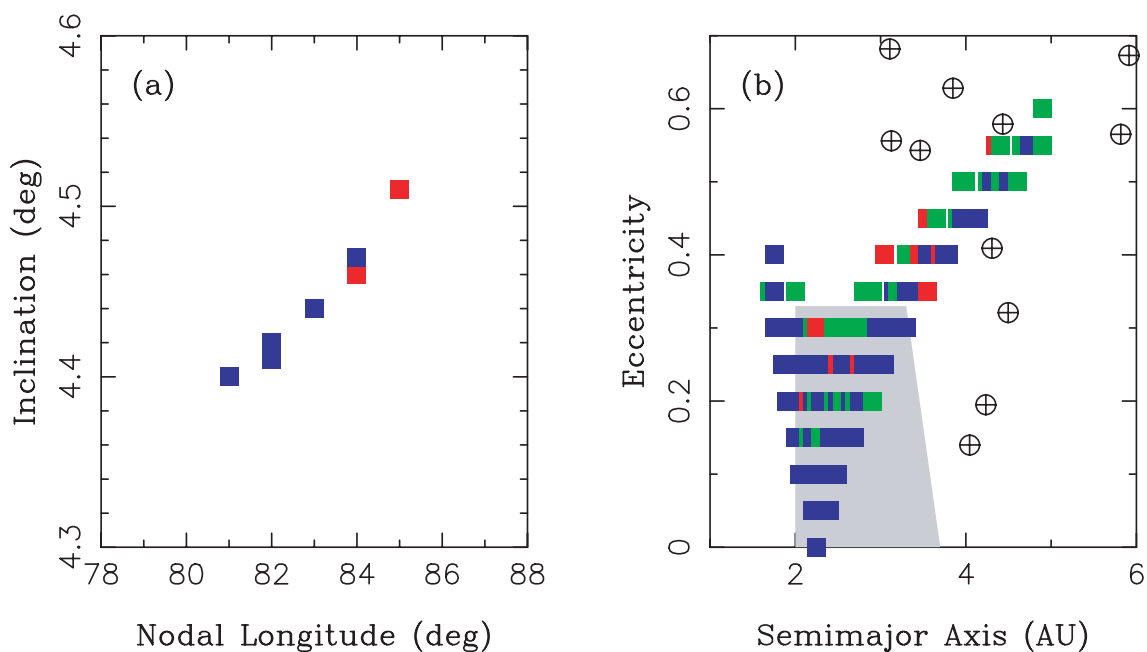 (a)
4.6
4.5
4.4
4.3
Inclination (deg)
78 80 82 84 86 88
Nodal Longitude (deg)
(b)
0.6
0.4
0.2
0
Eccentricity
2 4 6
Semimajor Axis (AU)